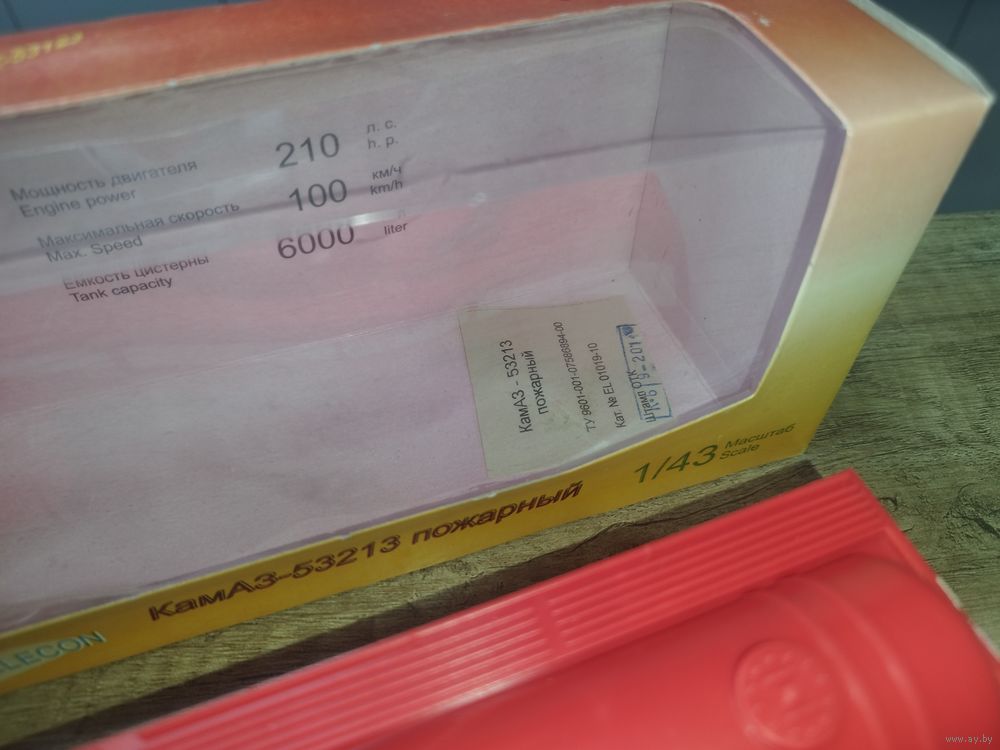 Мощность двигателя
Engine power
210
л. с.
h. p.
Максимальная скорость
Max. Speed
100
км/ч
km/h
Емкость цистерны
Tank capacity
6000
л
liter
КамАЗ - 53213
пожарный
ТУ 9601-001-07586894-00
Кат. № EL 01019-10
Штамп ОТК
1/43
Масштаб
Scale
КамАЗ-53213 пожарный
LECON
www.ay.by